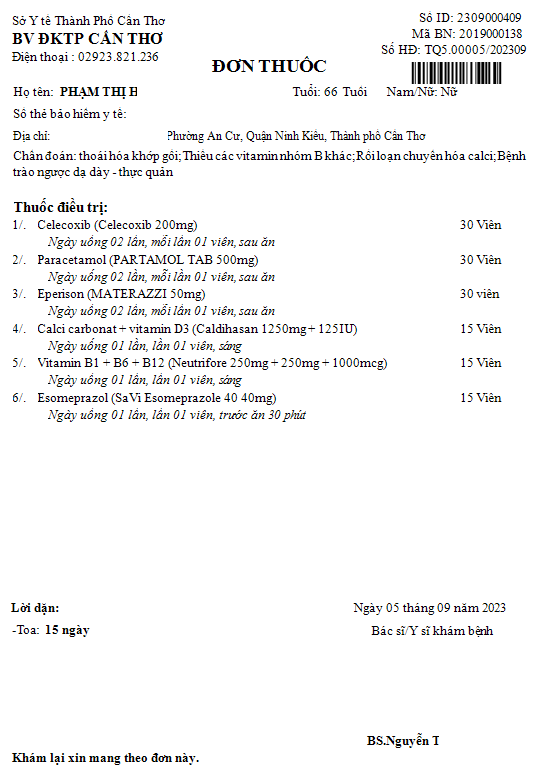 Sở Y tế Thành Phố Cần Thơ
BV ĐKTP CẦN THƠ
Điện thoại : 02923.821.236
Số ID: 2309000409
Mã BN: 2019000138
Số HĐ: TQ5.00005/202309
ĐƠN THUỐC
Họ tên: PHẠM THỊ H Tuổi: 66 Tuổi Nam/Nữ: Nữ
Số thẻ bảo hiểm y tế:
Địa chỉ: Phường An Cư, Quận Ninh Kiều, Thành phố Cần Thơ
Chẩn đoán: thoái hóa khớp gối; Thiếu các vitamin nhóm B khác; Rối loạn chuyển hóa calci; Bệnh
trào ngược dạ dày - thực quản
Thuốc điều trị:
1/. Celecoxib (Celecoxib 200mg) 30 Viên
Ngày uống 02 lần, mỗi lần 01 viên, sau ăn
2/. Paracetamol (PARTAMOL TAB 500mg) 30 Viên
Ngày uống 02 lần, mỗi lần 01 viên, sau ăn
3/. Eperison (MATERAZZI 50mg) 30 viên
Ngày uống 02 lần, mỗi lần 01 viên, sau ăn
4/. Calci carbonat + vitamin D3 (Caldihasan 1250mg + 125IU) 15 Viên
Ngày uống 01 lần, lần 01 viên, sáng
5/. Vitamin B1 + B6 + B12 (Neutrifore 250mg + 250mg + 1000mcg) 15 Viên
Ngày uống 01 lần, lần 01 viên, sáng
6/. Esomeprazol (SaVi Esomeprazole 40 40mg) 15 Viên
Ngày uống 01 lần, lần 01 viên, trước ăn 30 phút
Lời dặn:
-Toa: 15 ngày
Ngày 05 tháng 09 năm 2023
Bác sĩ/Y sĩ khám bệnh
BS.Nguyễn T
Khám lại xin mang theo đơn này.